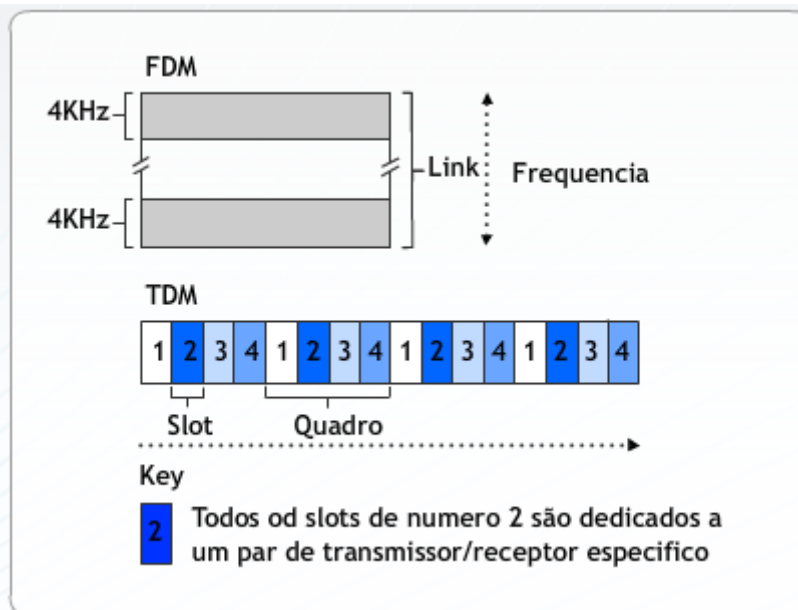 FDM
4KHz
Link
Frequencia
4KHz
TDM
1 2 3 4 1 2 3 4 1 2 3 4 1 2 3 4
Slot
Quadro
Key
2
Todos od slots de numero 2 são dedicados a
um par de transmissor/receptor especifico